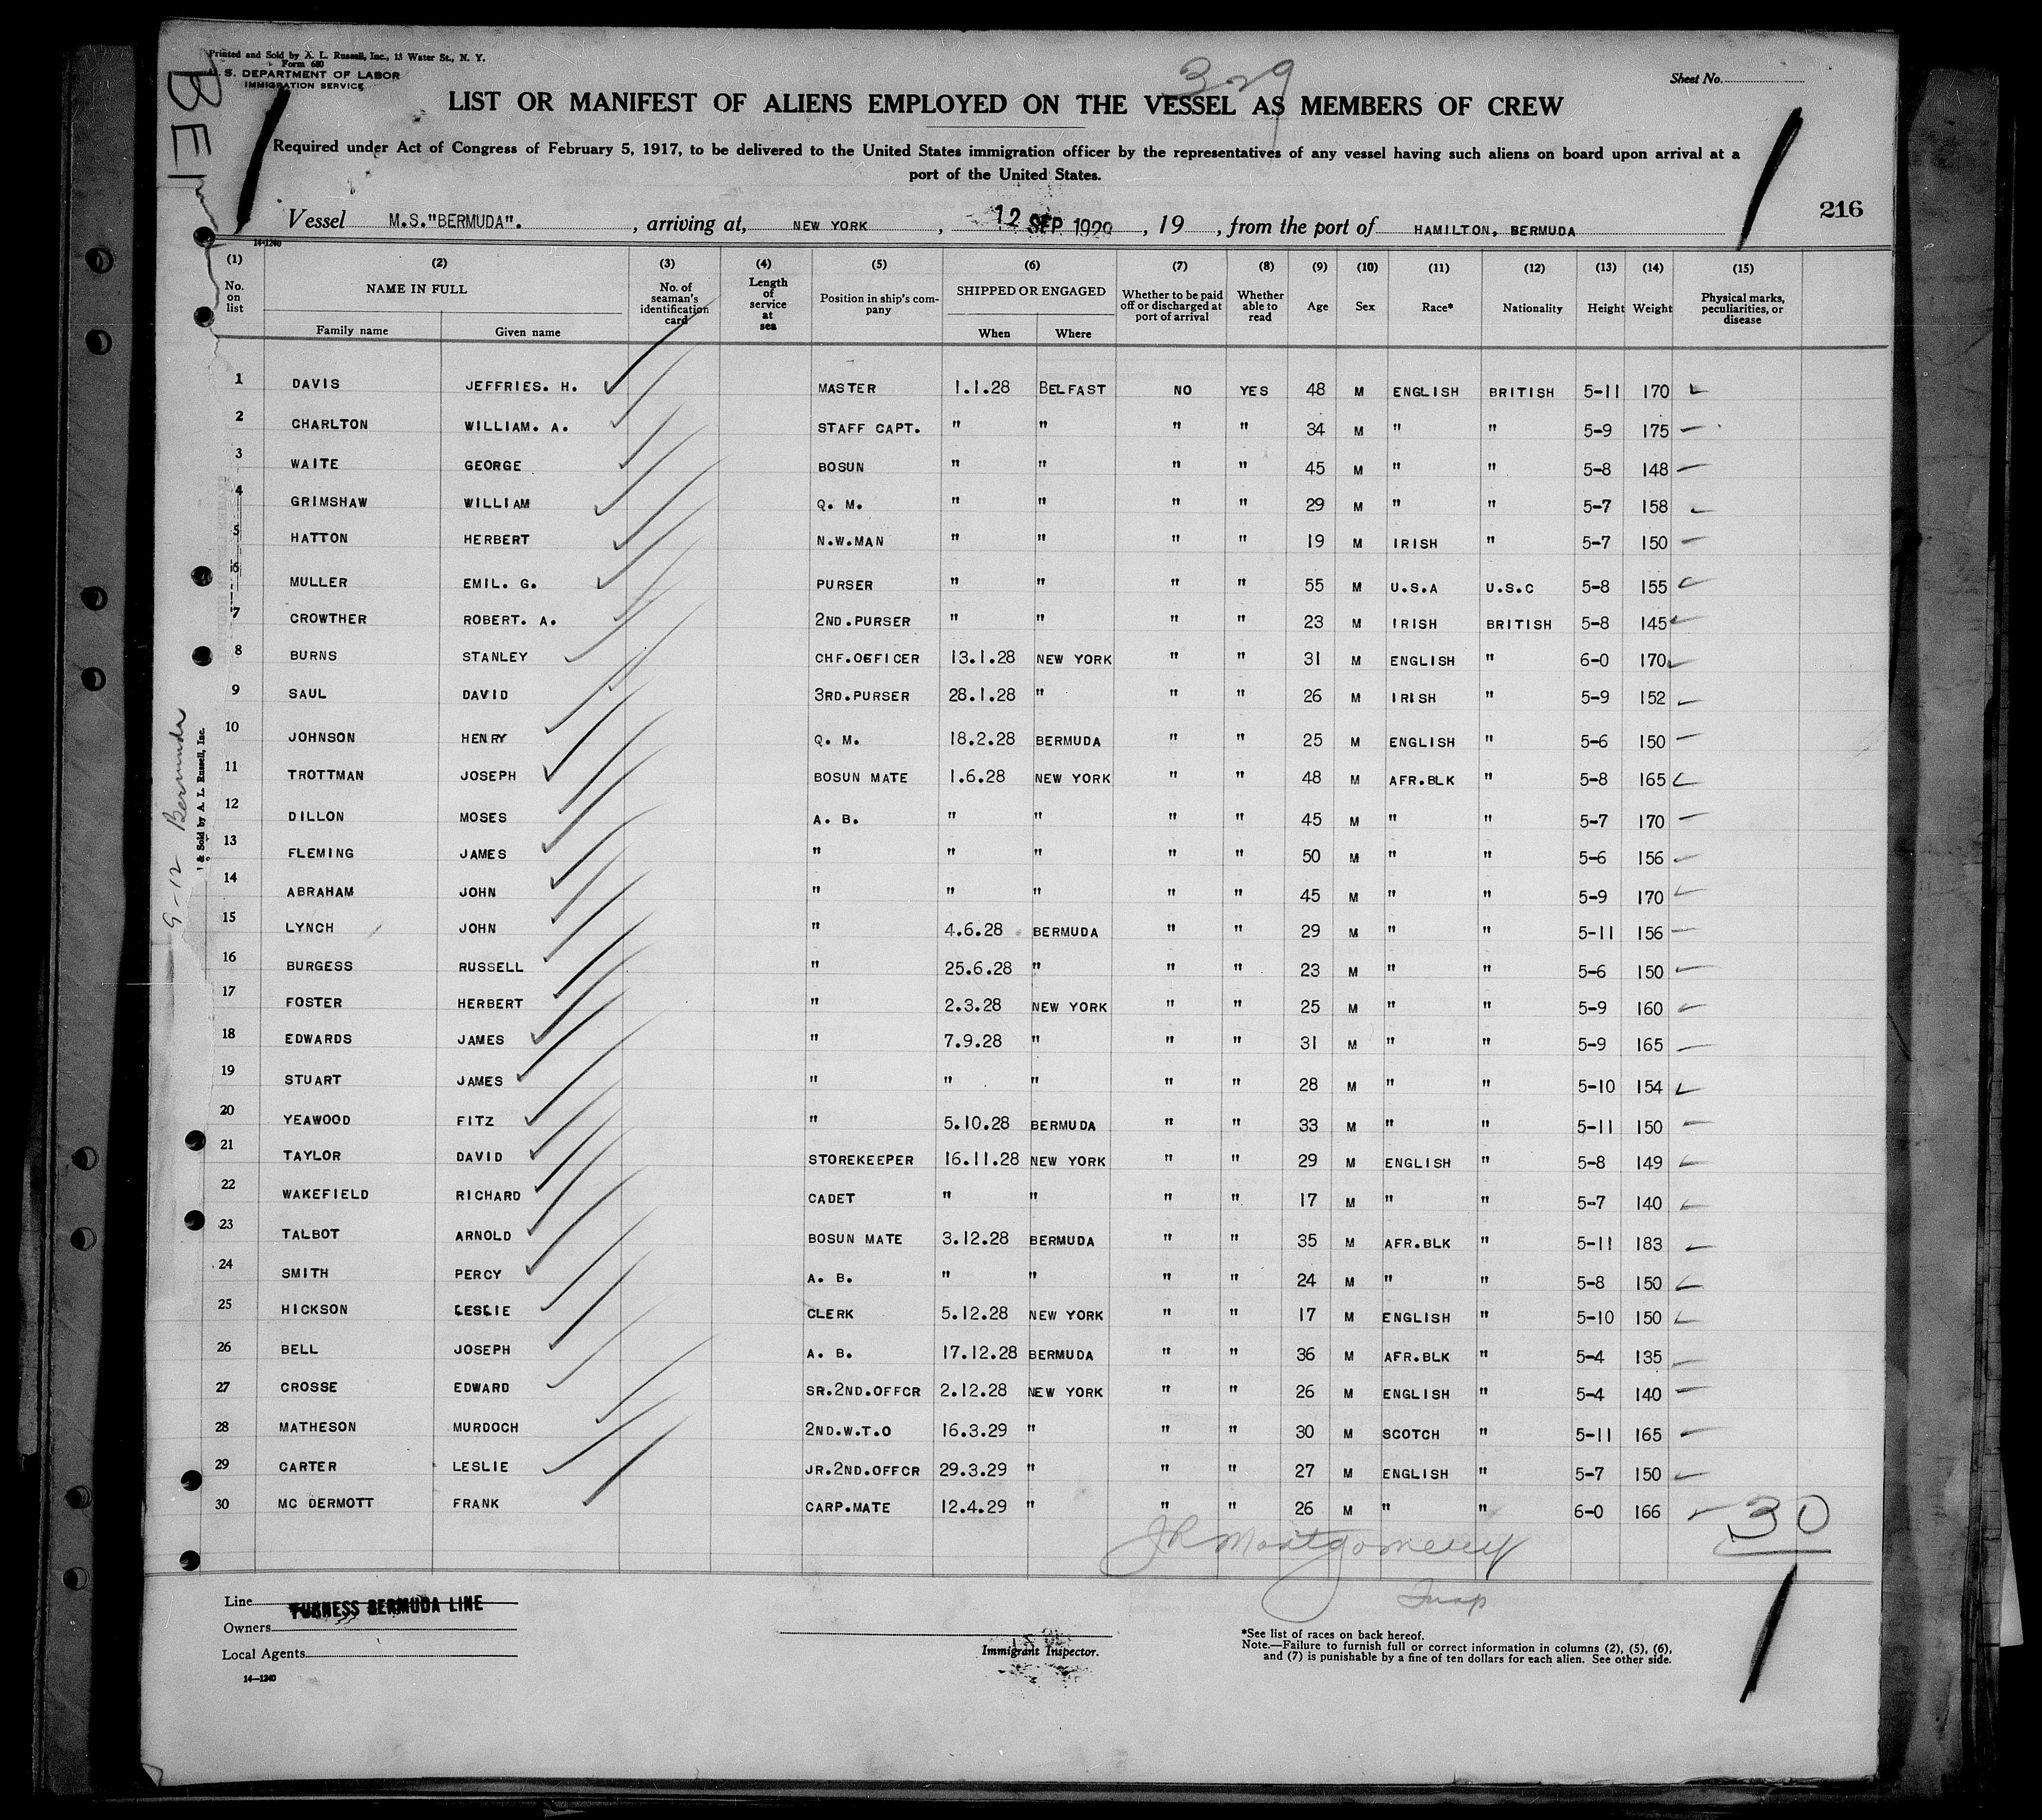 Printed and Sold by A. L. Russell, Inc., 11 Water St., N. Y.
Form 680
U. S. DEPARTMENT OF LABOR
IMMIGRATION SERVICE
329
Sheet No.
LIST OR MANIFEST OF ALIENS EMPLOYED ON THE VESSEL AS MEMBERS OF CREW
Required under Act of Congress of February 5, 1917, to be delivered to the United States immigration officer by the representatives of any vessel having such aliens on board upon arrival at a
port of the United States.
Vessel M.S."BERMUDA". , arriving at, NEW YORK , 12 SEP 1929 , 19 , from the port of HAMILTON, BERMUDA
216
14-1240
(1) (2) (3) (4) (5) (6) (7) (8) (9) (10) (11) (12) (13) (14) (15)
No. on list NAME IN FULL Family name Given name No. of seaman's identification card Length of service at sea Position in ship's company SHIPPED OR ENGAGED When Where Whether to be paid off or discharged at port of arrival Whether able to read Age Sex Race* Nationality Height Weight Physical marks, peculiarities, or disease
1 DAVIS JEFFRIES. H. MASTER 1.1.28 BELFAST NO YES 48 M ENGLISH BRITISH 5-11 170
2 CHARLTON WILLIAM. A. STAFF CAPT. " " " " 34 M " " 5-9 175
3 WAITE GEORGE BOSUN " " " " 45 M " " 5-8 148
4 GRIMSHAW WILLIAM Q. M. " " " " 29 M " " 5-7 158
5 HATTON HERBERT N.W.MAN " " " " 19 M IRISH " 5-7 150
6 MULLER EMIL. G. PURSER " " " " 55 M U.S.A U.S.C 5-8 155
7 CROWTHER ROBERT. A. 2ND.PURSER " " " " 23 M IRISH BRITISH 5-8 145
8 BURNS STANLEY CHF.OFFICER 13.1.28 NEW YORK " " 31 M ENGLISH " 6-0 170
9 SAUL DAVID 3RD.PURSER 28.1.28 " " " 26 M IRISH " 5-9 152
10 JOHNSON HENRY Q. M. 18.2.28 BERMUDA " " 25 M ENGLISH " 5-6 150
11 TROTTMAN JOSEPH BOSUN MATE 1.6.28 NEW YORK " " 48 M AFR.BLK " 5-8 165
12 DILLON MOSES A. B. " " " " 45 M " " 5-7 170
13 FLEMING JAMES " " " " " 50 M " " 5-6 156
14 ABRAHAM JOHN " " " " " 45 M " " 5-9 170
15 LYNCH JOHN " 4.6.28 BERMUDA " " 29 M " " 5-11 156
16 BURGESS RUSSELL " 25.6.28 " " " 23 M " " 5-6 150
17 FOSTER HERBERT " 2.3.28 NEW YORK " " 25 M " " 5-9 160
18 EDWARDS JAMES " 7.9.28 " " " 31 M " " 5-9 165
19 STUART JAMES " " " " " 28 M " " 5-10 154
20 YEAWOOD FITZ " 5.10.28 BERMUDA " " 33 M " " 5-11 150
21 TAYLOR DAVID STOREKEEPER 16.11.28 NEW YORK " " 29 M ENGLISH " 5-8 149
22 WAKEFIELD RICHARD CADET " " " " 17 M " " 5-7 140
23 TALBOT ARNOLD BOSUN MATE 3.12.28 BERMUDA " " 35 M AFR.BLK " 5-11 183
24 SMITH PERCY A. B. " " " " 24 M " " 5-8 150
25 HICKSON LESLIE CLERK 5.12.28 NEW YORK " " 17 M ENGLISH " 5-10 150
26 BELL JOSEPH A. B. 17.12.28 BERMUDA " " 36 M AFR.BLK " 5-4 135
27 CROSSE EDWARD SR.2ND.OFFCR 2.12.28 NEW YORK " " 26 M ENGLISH " 5-4 140
28 MATHESON MURDOCH 2ND.W.T.O 16.3.29 " " " 30 M SCOTCH " 5-11 165
29 CARTER LESLIE JR.2ND.OFFCR 29.3.29 " " " 27 M ENGLISH " 5-7 150
30 MC DERMOTT FRANK CARP.MATE 12.4.29 " " " 26 M " " 6-0 166
30
JR Montgomery
Insp
Line FURNESS BERMUDA LINE
Owners
Local Agents
14—1240
Immigrant Inspector.
*See list of races on back hereof.
Note.—Failure to furnish full or correct information in columns (2), (5), (6),
and (7) is punishable by a fine of ten dollars for each alien. See other side.
9-12 Bermuda
& Sold by A. L. Russell, Inc.